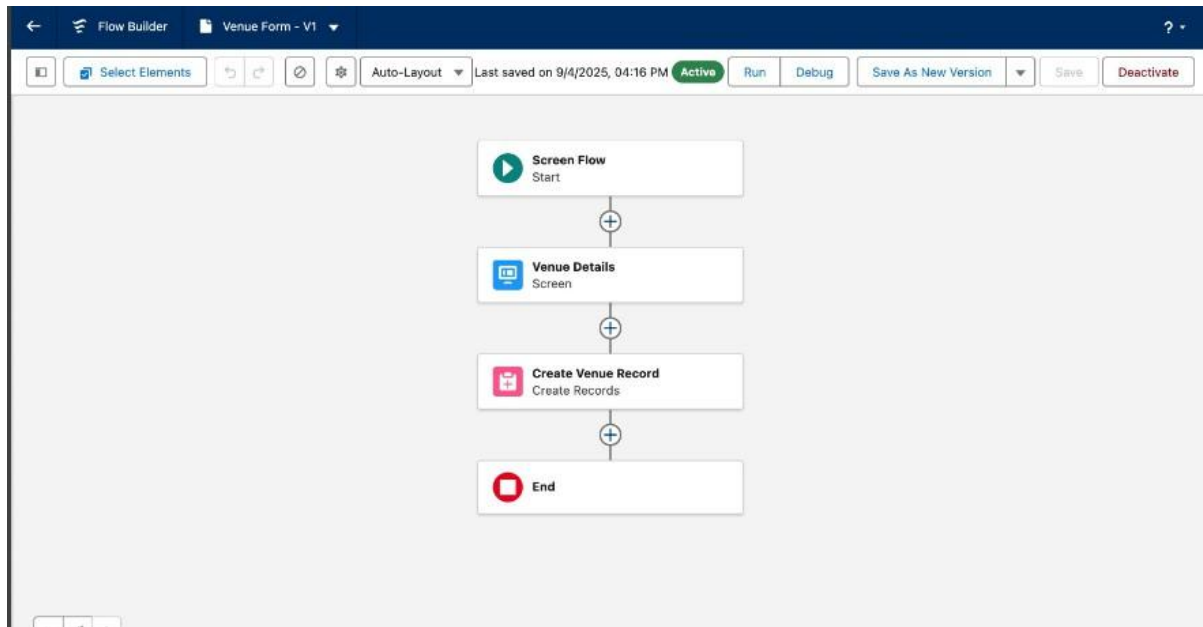 Flow Builder Venue Form - V1 ?
Select Elements Auto-Layout Last saved on 9/4/2025, 04:16 PM Active Run Debug Save As New Version Save Deactivate
Screen Flow
Start
Venue Details
Screen
Create Venue Record
Create Records
End